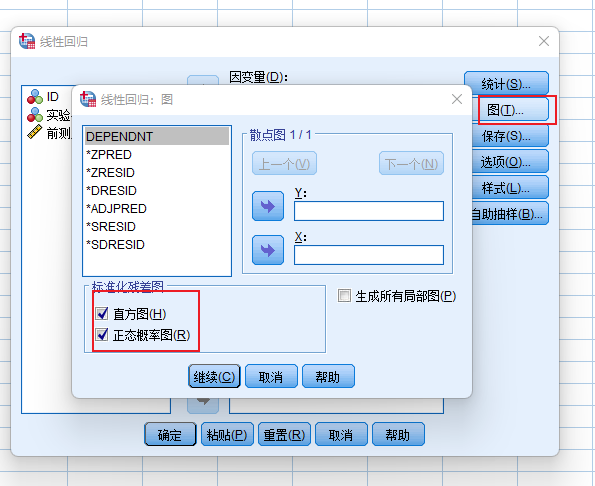 线性回归
因变量(D):
ID
实验
前测
统计(S)...
图(T)...
保存(S)...
选项(O)...
样式(L)...
自助抽样(B)...
线性回归：图
DEPENDNT
*ZPRED
*ZRESID
*DRESID
*ADJPRED
*SRESID
*SDRESID
散点图 1 / 1
上一个(V)
下一个(N)
Y:
X:
标准化残差图
直方图(H)
正态概率图(R)
生成所有局部图(P)
继续(C)
取消
帮助
确定
粘贴(P)
重置(R)
取消
帮助